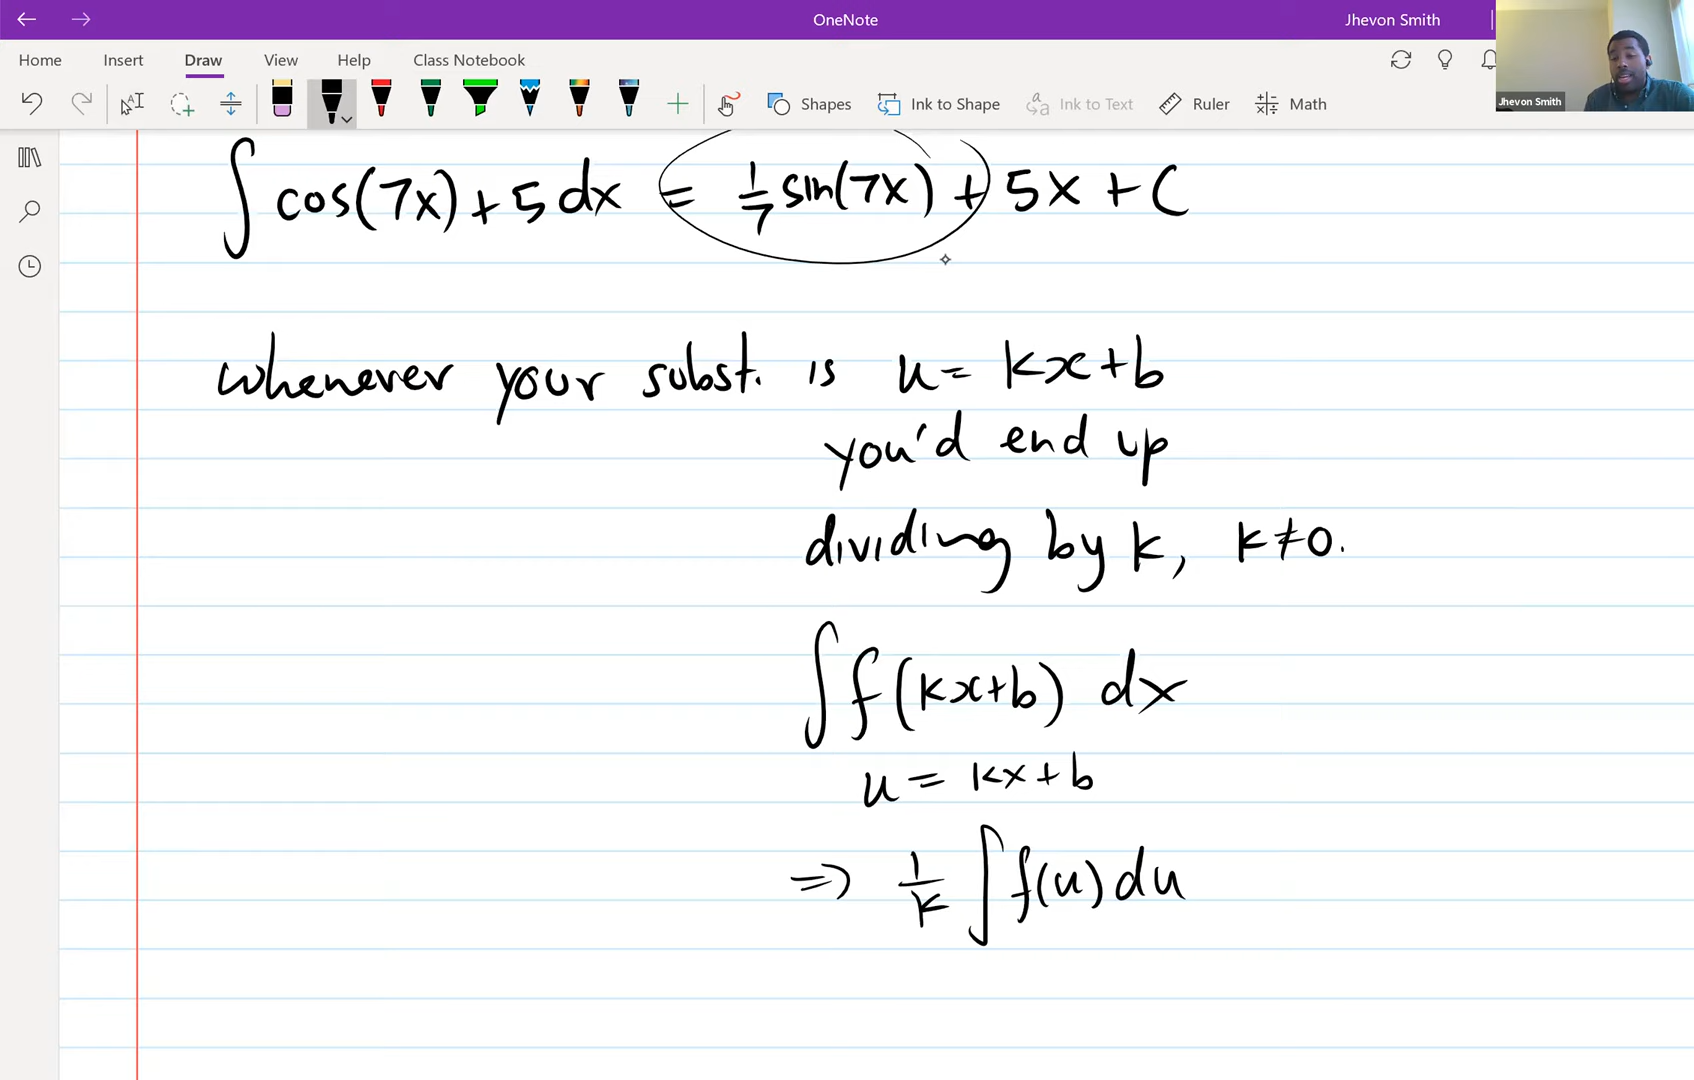 OneNote
Jhevon Smith
Home Insert Draw View Help Class Notebook
Shapes Ink to Shape Ink to Text Ruler Math
Jhevon Smith
∫ cos(7x) + 5 dx = 1/7 sin(7x) + 5x + C
whenever your subst. is u = kx + b
you'd end up
dividing by k, k ≠ 0.
∫ f(kx+b) dx
u = kx + b
⇒ 1/k ∫ f(u) du